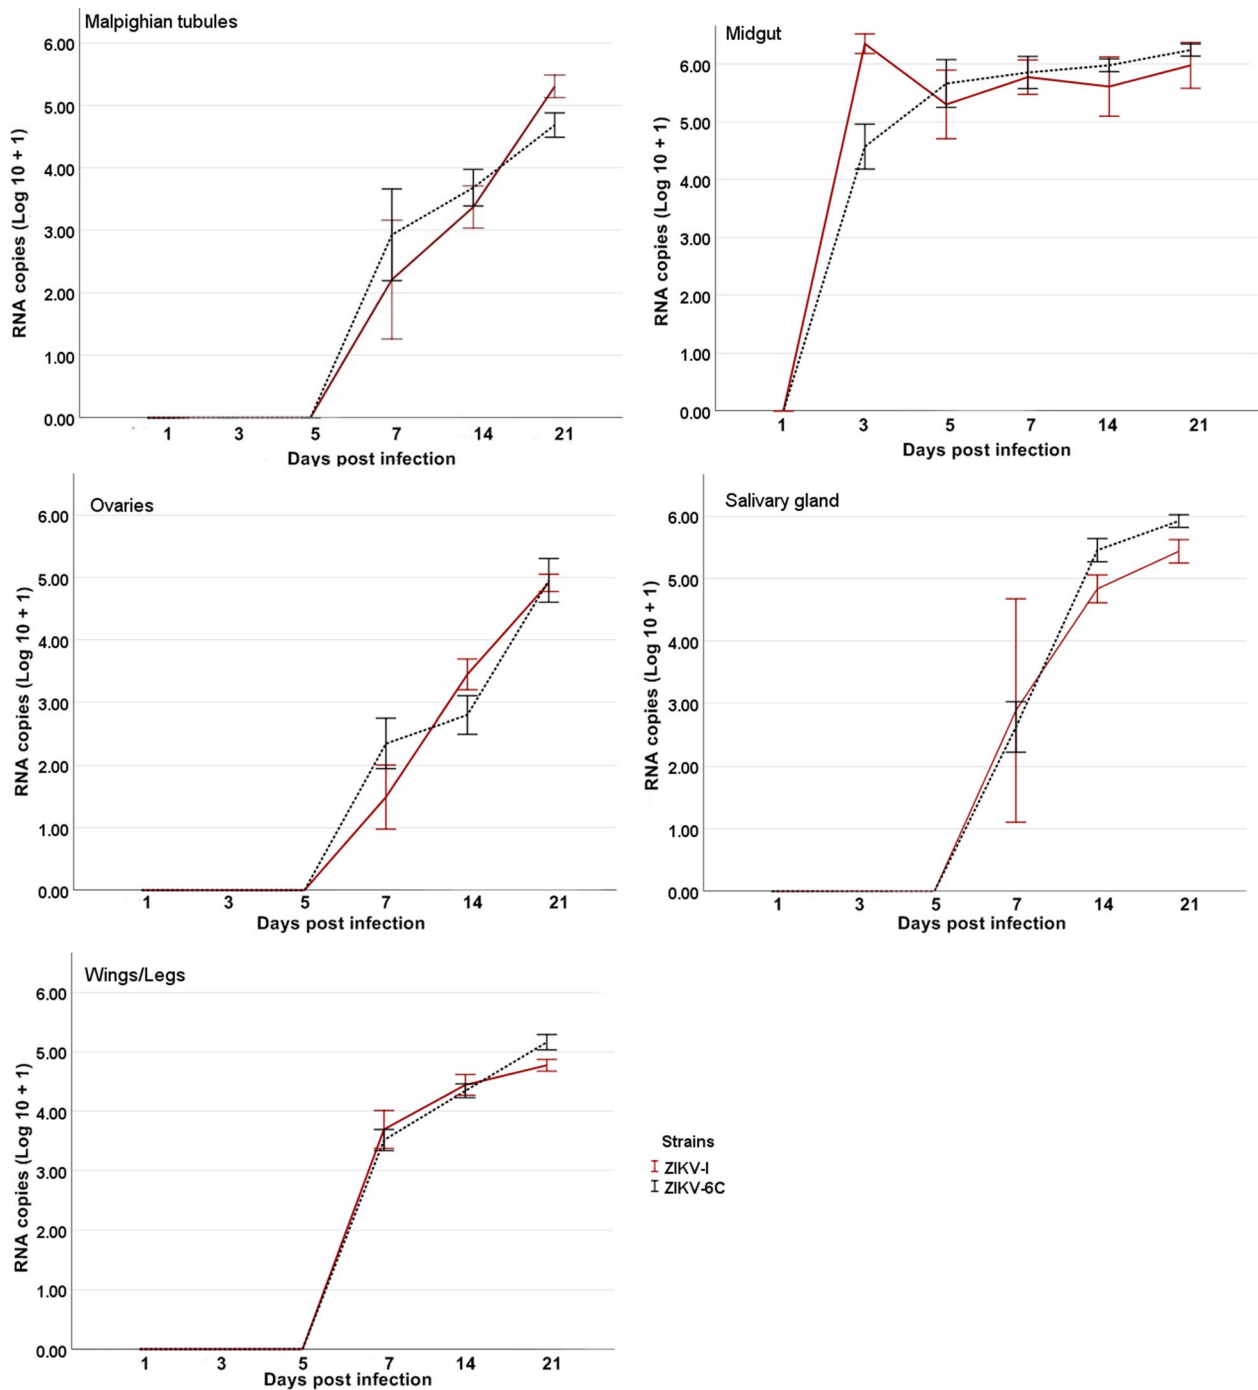 Malpighian tubules
6.00
5.00
4.00
3.00
2.00
1.00
0.00
RNA copies (Log 10 + 1)
1 3 5 7 14 21
Days post infection
Midgut
6.00
5.00
4.00
3.00
2.00
1.00
0.00
RNA copies (Log 10 + 1)
1 3 5 7 14 21
Days post infection
Ovaries
6.00
5.00
4.00
3.00
2.00
1.00
0.00
RNA copies (Log 10 + 1)
1 3 5 7 14 21
Days post infection
Salivary gland
6.00
5.00
4.00
3.00
2.00
1.00
0.00
RNA copies (Log 10 + 1)
1 3 5 7 14 21
Days post infection
Wings/Legs
6.00
5.00
4.00
3.00
2.00
1.00
0.00
RNA copies (Log 10 + 1)
1 3 5 7 14 21
Days post infection
Strains
ZIKV-I
ZIKV-6C